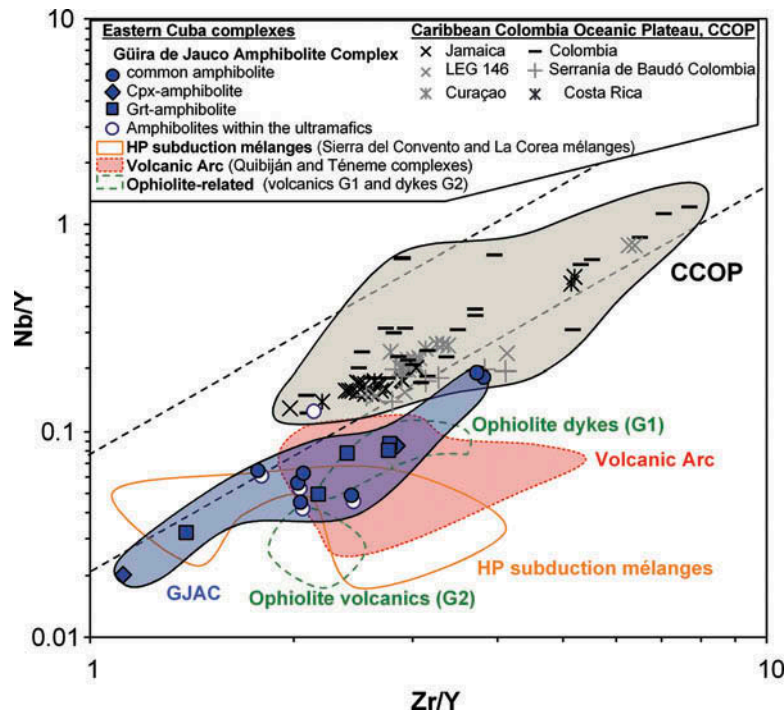 Eastern Cuba complexes
Güira de Jauco Amphibolite Complex
common amphibolite
Cpx-amphibolite
Grt-amphibolite
Amphibolites within the ultramafics
HP subduction mélanges (Sierra del Convento and La Corea mélanges)
Volcanic Arc (Quibiján and Téneme complexes)
Ophiolite-related (volcanics G1 and dykes G2)
Caribbean Colombia Oceanic Plateau, CCOP
Jamaica
Colombia
LEG 146
Serranía de Baudó Colombia
Curaçao
Costa Rica
10
1
0.1
0.01
Nb/Y
CCOP
Ophiolite dykes (G1)
Volcanic Arc
HP subduction mélanges
GJAC
Ophiolite volcanics (G2)
1
10
Zr/Y